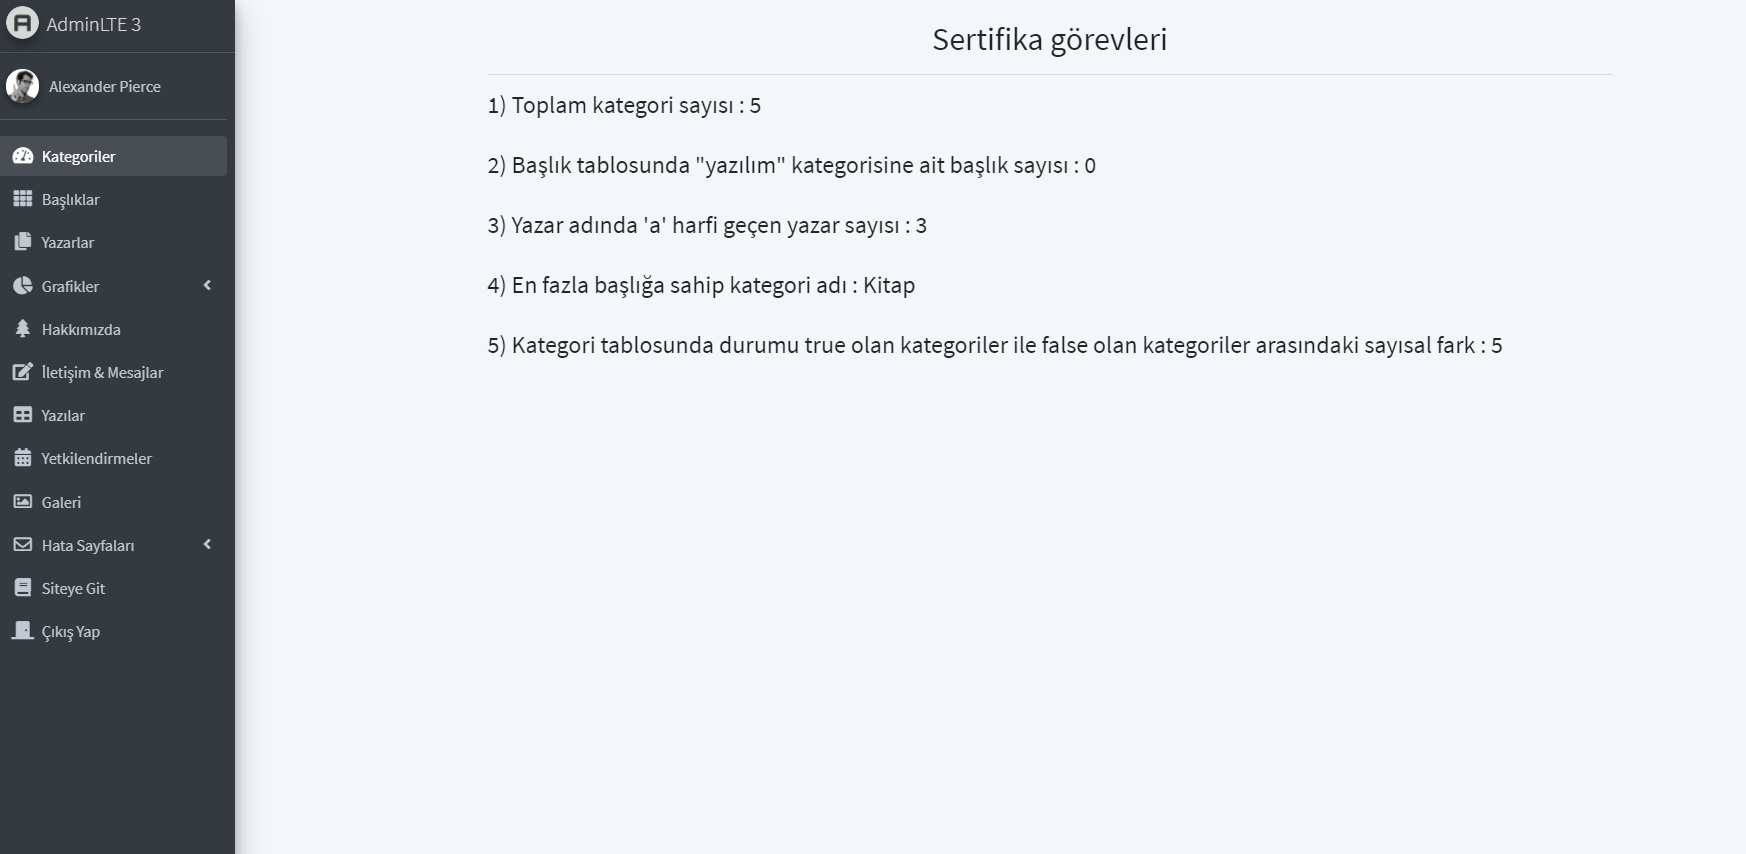 AdminLTE 3
Alexander Pierce
Kategoriler
Başlıklar
Yazarlar
Grafikler
Hakkımızda
İletişim & Mesajlar
Yazılar
Yetkilendirmeler
Galeri
Hata Sayfaları
Siteye Git
Çıkış Yap
Sertifika görevleri
1) Toplam kategori sayısı : 5
2) Başlık tablosunda "yazılım" kategorisine ait başlık sayısı : 0
3) Yazar adında 'a' harfi geçen yazar sayısı : 3
4) En fazla başlığa sahip kategori adı : Kitap
5) Kategori tablosunda durumu true olan kategoriler ile false olan kategoriler arasındaki sayısal fark : 5